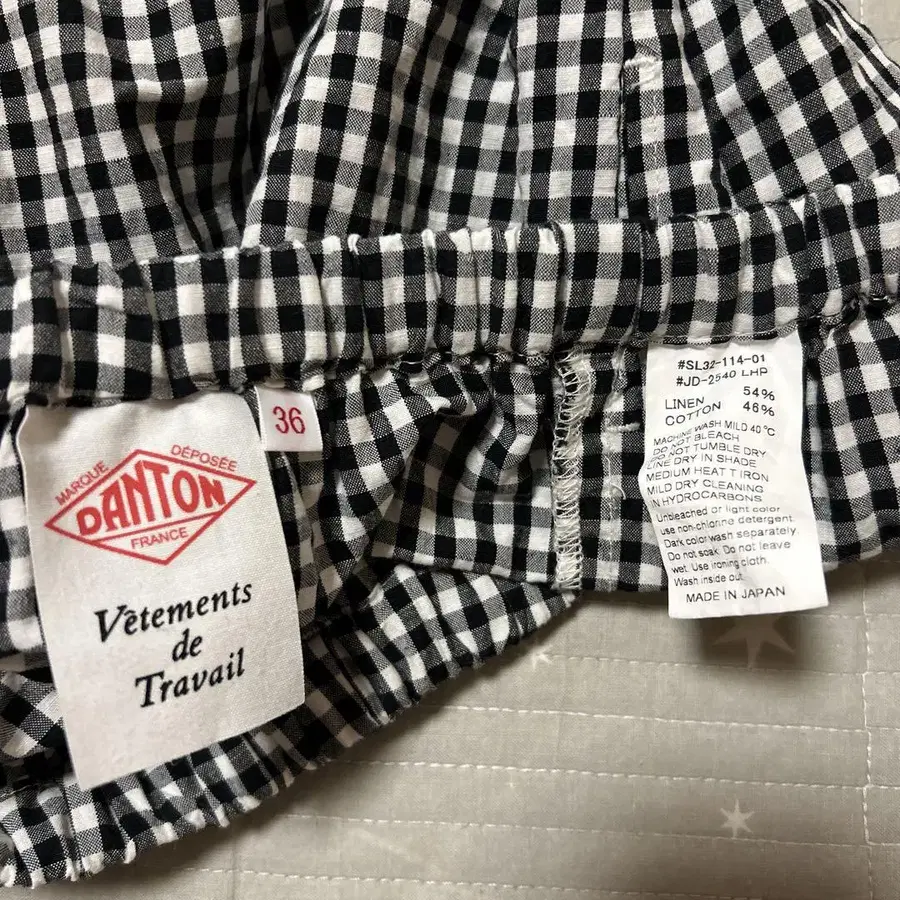 MARQUE DÉPOSÉE
DANTON
FRANCE
Vêtements
de
Travail
36
#SL32-114-01
#JD-2540 LHP
LINEN 54%
COTTON 46%
MACHINE WASH MILD 40 °C
DO NOT BLEACH
DO NOT TUMBLE DRY
LINE DRY IN SHADE
MEDIUM HEAT IRON
MILD DRY CLEANING
IN HYDROCARBONS
Unbleached or light color
use non-chlorine detergent.
Dark color wash separately.
Do not soak. Do not leave
wet. Use ironing cloth.
Wash inside out.
MADE IN JAPAN